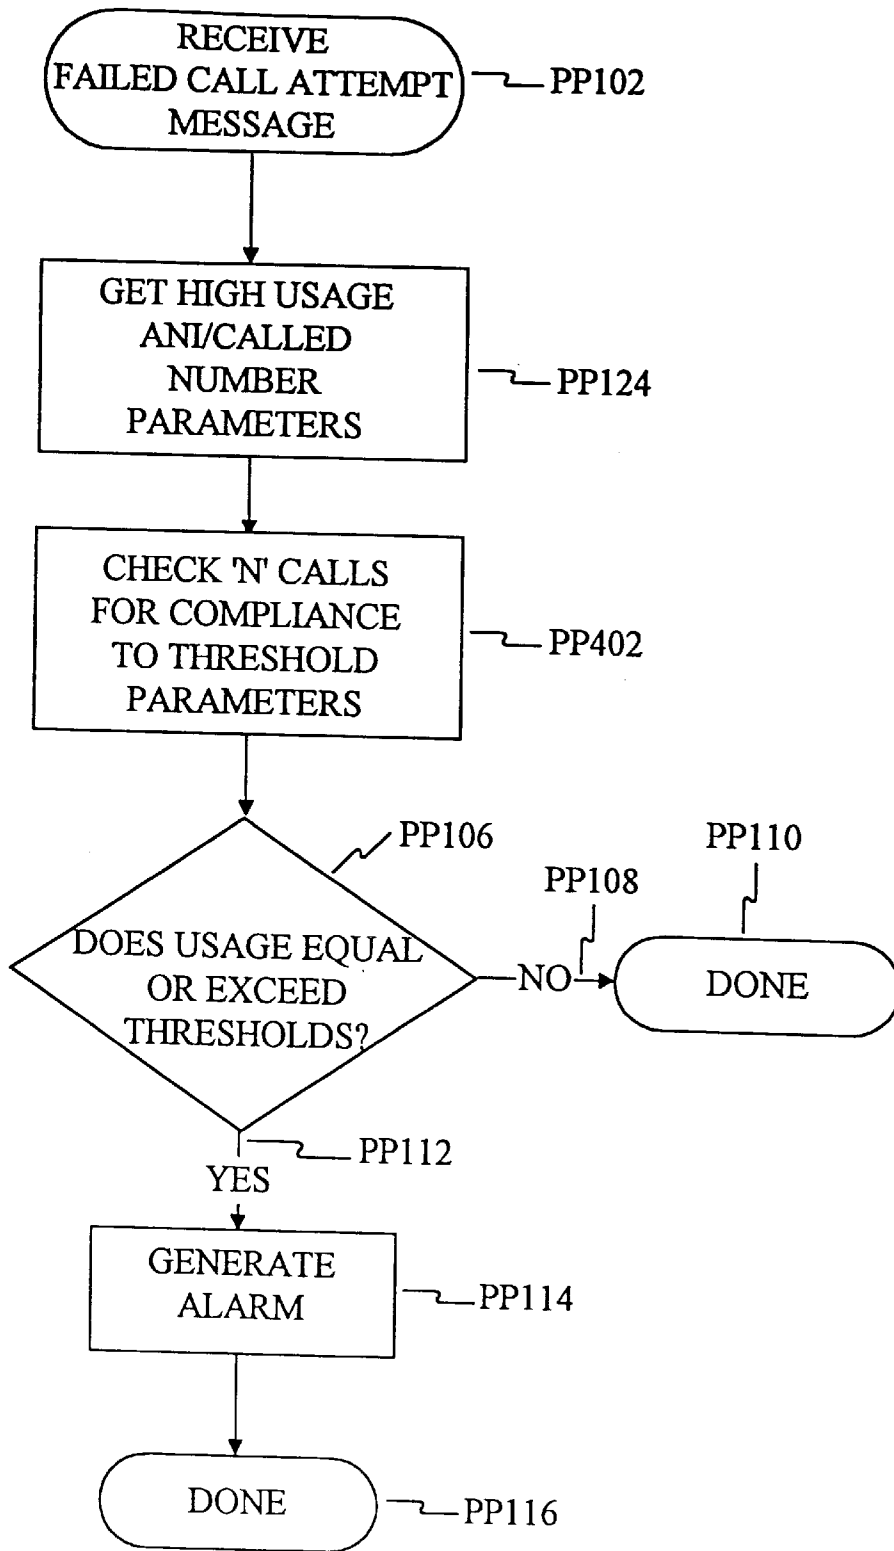 RECEIVE
FAILED CALL ATTEMPT
MESSAGE
PP102
GET HIGH USAGE
ANI/CALLED
NUMBER
PARAMETERS
PP124
CHECK 'N' CALLS
FOR COMPLIANCE
TO THRESHOLD
PARAMETERS
PP402
PP106
PP110
PP108
DOES USAGE EQUAL
OR EXCEED
THRESHOLDS?
NO
DONE
PP112
YES
GENERATE
ALARM
PP114
DONE
PP116